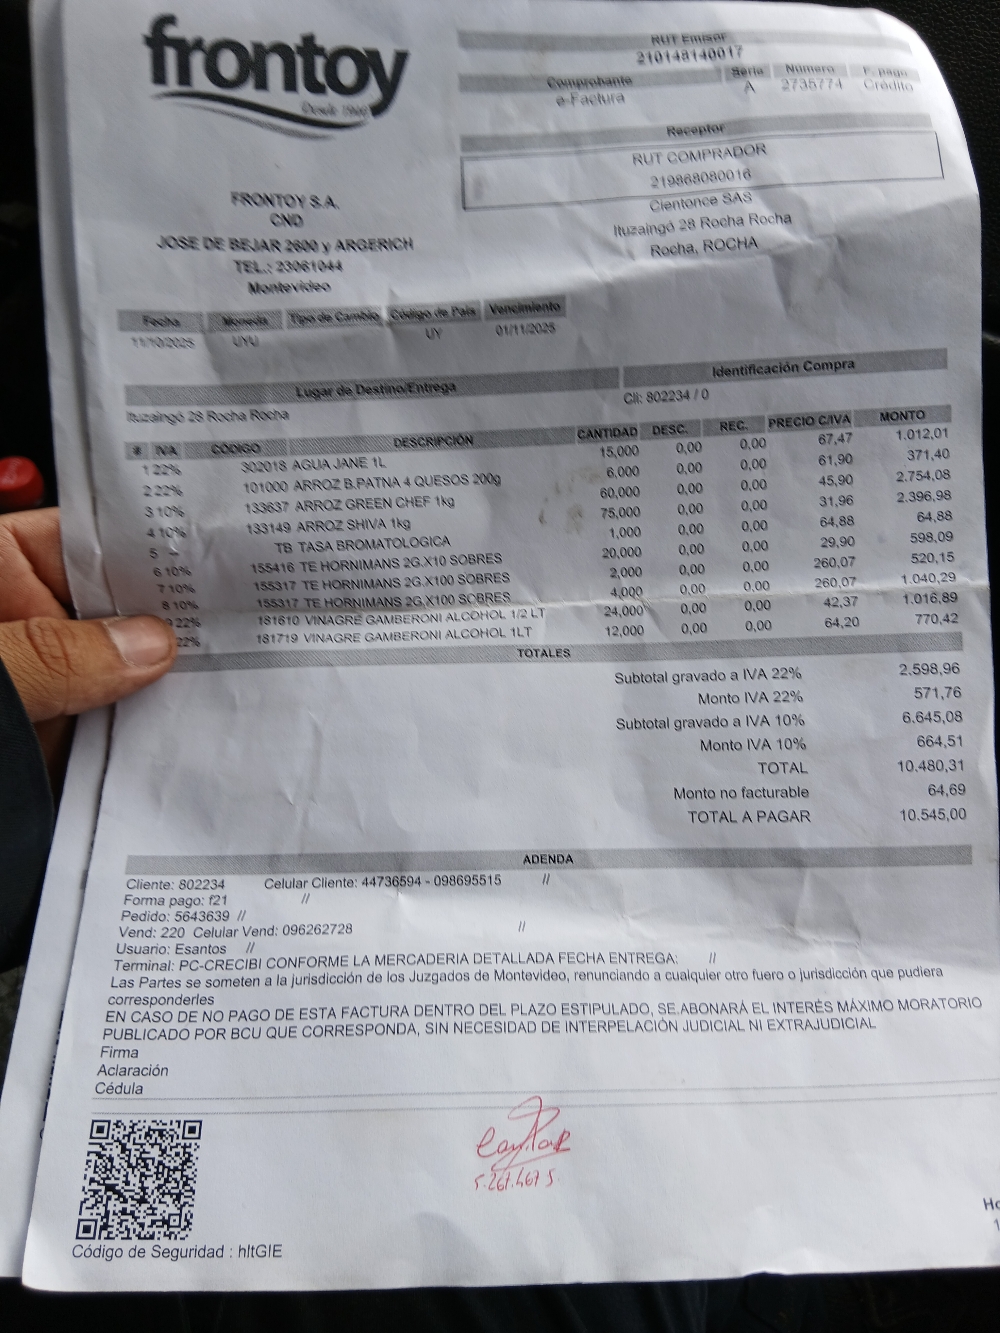 frontoy
Desde 1960
RUT Emisor
210148140017
Comprobante Serie Número F. pago
e-Factura A 2735774 Crédito
Receptor
RUT COMPRADOR
219868080016
Cientonce SAS
Ituzaingó 28 Rocha Rocha
Rocha, ROCHA
FRONTOY S.A.
CND
JOSE DE BEJAR 2600 y ARGERICH
TEL.: 23061044
Montevideo
Fecha Moneda Tipo de Cambio Código de País Vencimiento
11/10/2025 UYU UY 01/11/2025
Lugar de Destino/Entrega Identificación Compra
Ituzaingó 28 Rocha Rocha Cli: 802234 / 0
# IVA CÓDIGO DESCRIPCIÓN CANTIDAD DESC. REC. PRECIO C/IVA MONTO
1 22% 302018 AGUA JANE 1L 15,000 0,00 0,00 67,47 1.012,01
2 22% 101000 ARROZ B.PATNA 4 QUESOS 200g 6,000 0,00 0,00 61,90 371,40
3 10% 133637 ARROZ GREEN CHEF 1kg 60,000 0,00 0,00 45,90 2.754,08
4 10% 133149 ARROZ SHIVA 1kg 75,000 0,00 0,00 31,96 2.396,98
5 -- TB TASA BROMATOLOGICA 1,000 0,00 0,00 64,88 64,88
6 10% 155416 TE HORNIMANS 2G.X10 SOBRES 20,000 0,00 0,00 29,90 598,09
7 10% 155317 TE HORNIMANS 2G.X100 SOBRES 2,000 0,00 0,00 260,07 520,15
8 10% 155317 TE HORNIMANS 2G.X100 SOBRES 4,000 0,00 0,00 260,07 1.040,29
9 22% 181610 VINAGRE GAMBERONI ALCOHOL 1/2 LT 24,000 0,00 0,00 42,37 1.016,89
22% 181719 VINAGRE GAMBERONI ALCOHOL 1LT 12,000 0,00 0,00 64,20 770,42
TOTALES
Subtotal gravado a IVA 22% 2.598,96
Monto IVA 22% 571,76
Subtotal gravado a IVA 10% 6.645,08
Monto IVA 10% 664,51
TOTAL 10.480,31
Monto no facturable 64,69
TOTAL A PAGAR 10.545,00
ADENDA
Cliente: 802234 Celular Cliente: 44736594 - 098695515 //
Forma pago: f21 //
Pedido: 5643639 //
Vend: 220 Celular Vend: 096262728 //
Usuario: Esantos //
Terminal: PC-CRECIBI CONFORME LA MERCADERIA DETALLADA FECHA ENTREGA: //
Las Partes se someten a la jurisdicción de los Juzgados de Montevideo, renunciando a cualquier otro fuero o jurisdicción que pudiera
corresponderles
EN CASO DE NO PAGO DE ESTA FACTURA DENTRO DEL PLAZO ESTIPULADO, SE ABONARÁ EL INTERÉS MÁXIMO MORATORIO
PUBLICADO POR BCU QUE CORRESPONDA, SIN NECESIDAD DE INTERPELACIÓN JUDICIAL NI EXTRAJUDICIAL
Firma
Aclaración
Cédula
5.267.467 5
Código de Seguridad : hltGIE